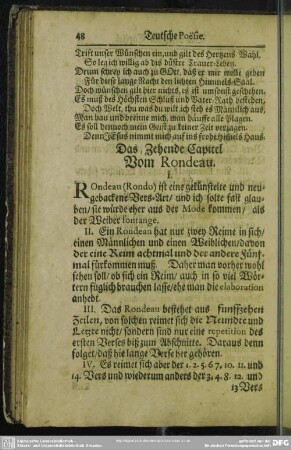 48 Teutsche Poësie.
Trifft unser Wünschen ein, und gilt des Hertzens Wahl.
So leg ich willig ab diß düstre Trauer-Leben.
Drum schrey ich auch zu GOtt, daß er mir wolle geben
Für diese lange Nacht den lichten Himmels-Saal.
Doch wünschen gilt hier nichts, es ist umsonst geschehen.
Es muß des Höchsten Schluß und Vater-Rath bestehen,
Doch Welt, thu was du wilt ich steh es Männlich aus,
Man hau und brenne mich, man häuffe alle Plagen.
Es soll dennoch mein Geist zu keiner Zeit verzagen.
Denn JEsus nimmt mich auf ins frohe Himmels Haus.
Das Zehende Capitel
Vom Rondeau.
I.
ROndeau (Rondo) ist eins gekünstelte und neu-
gebackene Vers-Art / und ich solte fast glau-
ben / sie würde eher aus der Mode kommen / als
der Weiber fontange.
II. Ein Rondeau hat nur zwey Reime in sich /
einen Männlichen und einen Weiblichen / davon
der eine Reim achtmal und der andere Fünf-
mal fürkommen muß. Daher man vorher wohl
sehen soll / ob sich ein Reim / auch in so viel Wör-
tern füglich brauchen lasse / ehe man die elaboration
anhebt.
III. Das Rondeau bestehet aus funffzehen
Zeilen, von solchen reimet sich die Neundte und
Letzte nicht / sondern sind nur eine repetition des
ersten Verses biß zum Abschnitte. Daraus denn
folget / daß hie lange Verse her gehören.
IV. Es reimet sich aber der 1. 2. 5. 6 7. 10. 11. und
14. Vers und wiederum anders der 3. 4. 8. 12. und
13 Vers